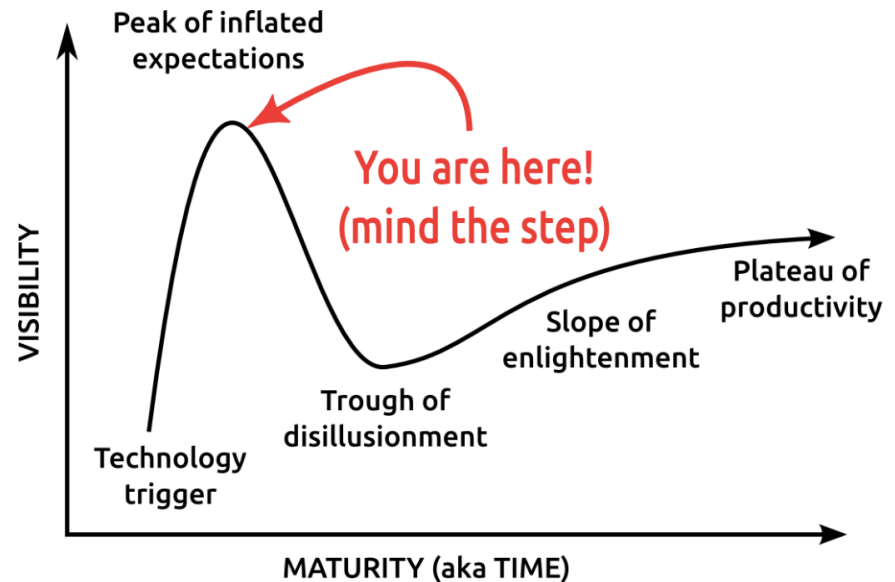 Peak of inflated
expectations
You are here!
(mind the step)
VISIBILITY
Plateau of
productivity
Slope of
enlightenment
Trough of
disillusionment
Technology
trigger
MATURITY (aka TIME)